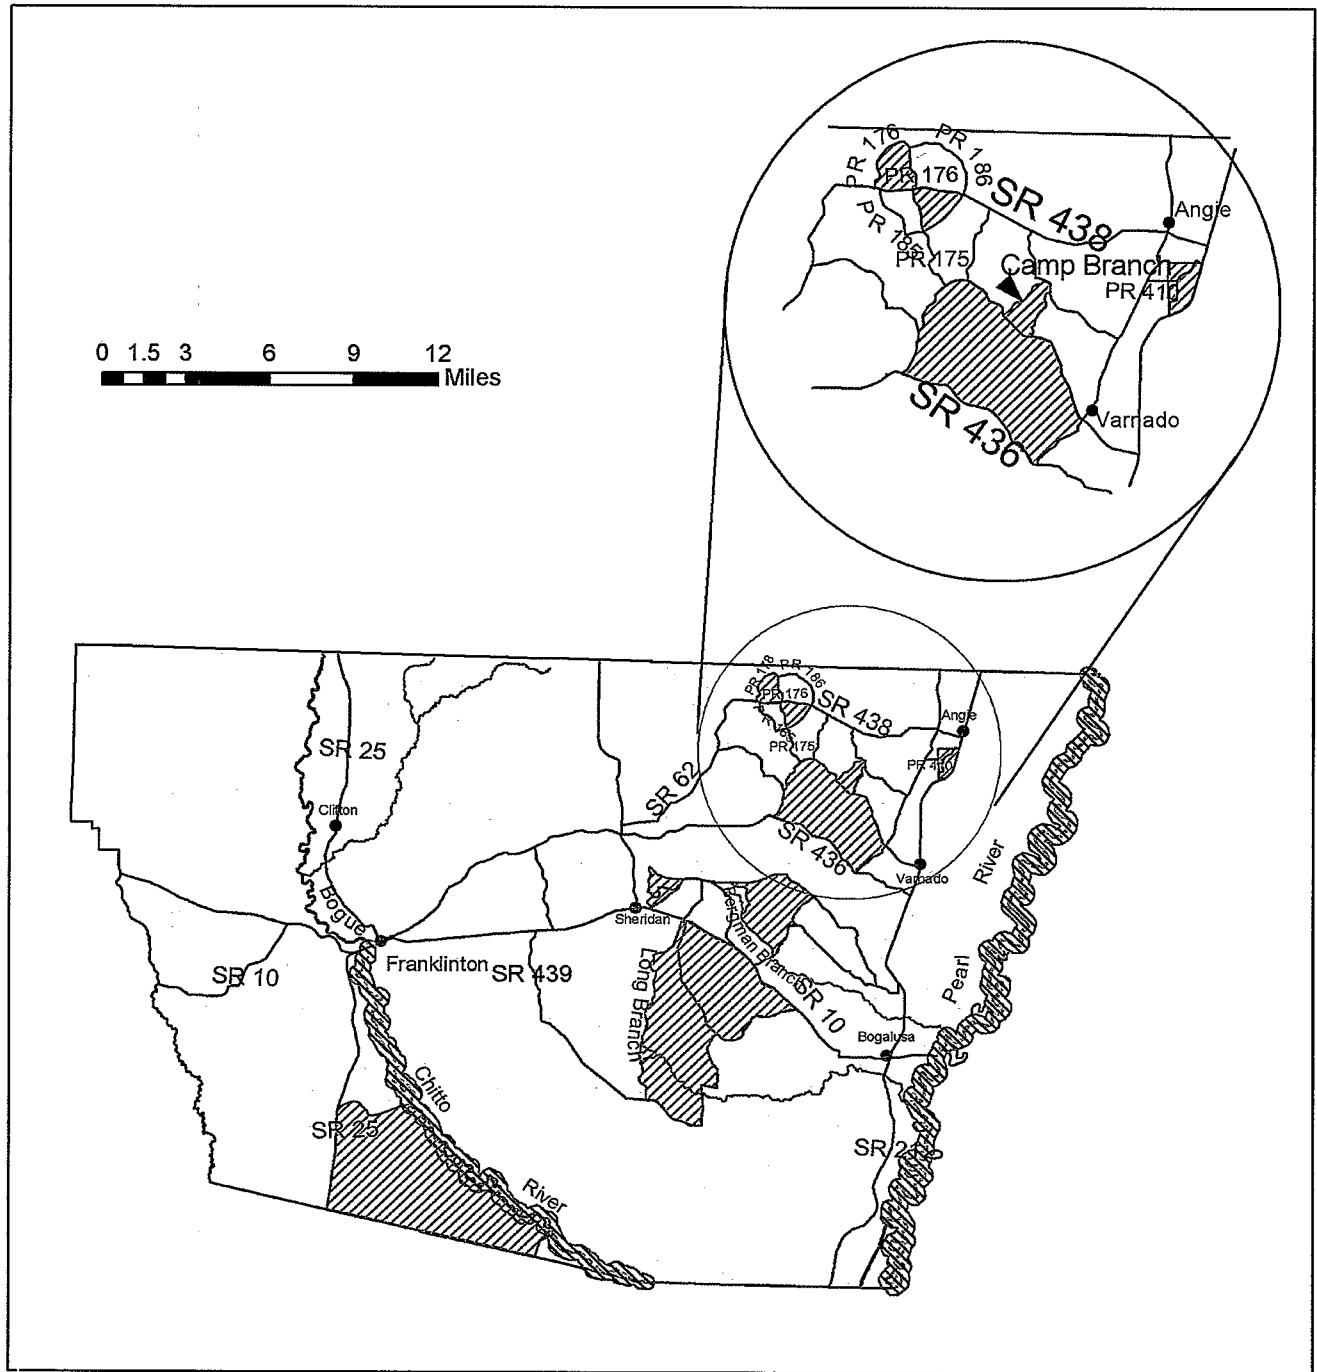 PR 176
PR 186
PR 176
SR 438
Angie
PR 185
PR 175
Camp Branch
PR 410
SR 436
Varnado
0 1.5 3 6 9 12
Miles
PR 186
PR 176
SR 438
Angie
SR 25
PR 175
PR 410
SR 62
Clifton
SR 436
River
Varnado
Bogue
Sheridan
Bergman Branch
Franklinton
SR 439
SR 10
Long Branch
SR 10
Pearl
Bogalusa
Chitto
SR 25
River